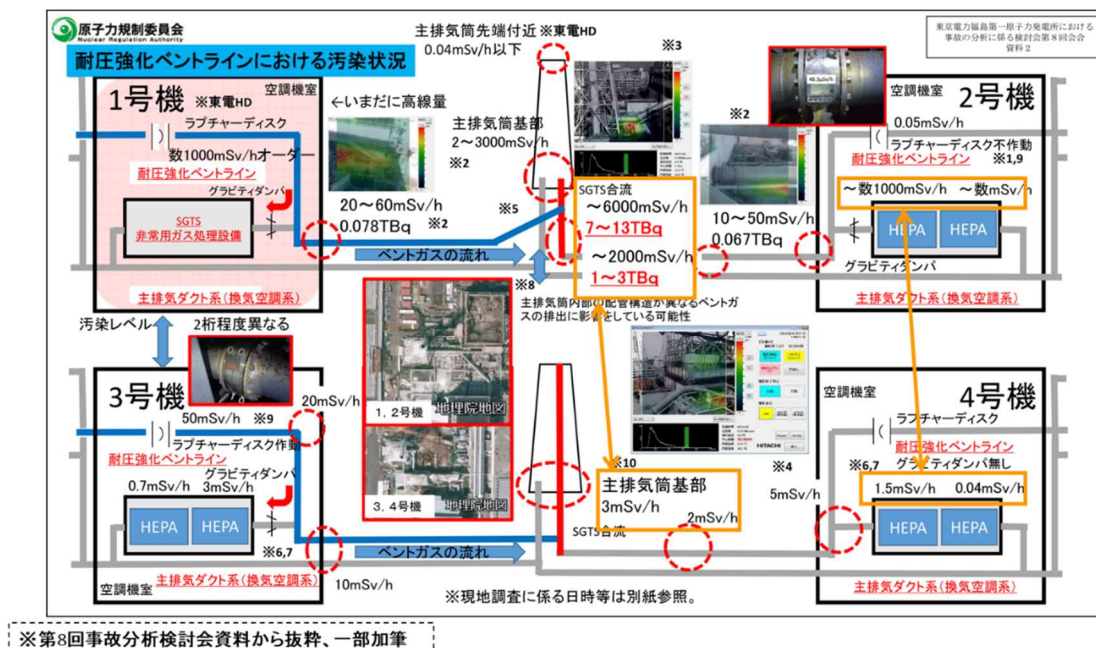 原子力規制委員会
Nuclear Regulation Authority
東京電力福島第一原子力発電所における
事故の分析に係る検討会第8回会合
資料2
耐圧強化ベントラインにおける汚染状況
主排気筒先端付近 ※東電HD
0.04mSv/h以下
※3
1号機 ※東電HD
空調機室
ラプチャーディスク
数1000mSv/hオーダー
耐圧強化ベントライン
グラビティダンパ
SGTS
非常用ガス処理設備
主排気ダクト系(換気空調系)
←いまだに高線量
※2
主排気筒基部
2~3000mSv/h
20~60mSv/h
0.078TBq
※2
※5
ベントガスの流れ
SGTS合流
~6000mSv/h
7~13TBq
~2000mSv/h
1~3TBq
※2
10~50mSv/h
0.067TBq
※8
主排気筒内部の配管構造が異なるベントガ
スの排出に影響をしている可能性
空調機室
2号機
0.05mSv/h
ラプチャーディスク不作動
耐圧強化ベントライン
※1,9
~数1000mSv/h ~数mSv/h
HEPA HEPA
グラビティダンパ
主排気ダクト系(換気空調系)
汚染レベル
2桁程度異なる
3号機
50mSv/h ※9
20mSv/h
ラプチャーディスク作動
耐圧強化ベントライン
グラビティダンパ
0.7mSv/h 3mSv/h
HEPA HEPA
※6,7
空調機室
主排気ダクト系(換気空調系)
10mSv/h
ベントガスの流れ
1.2号機
地理院地図
3.4号機
地理院地図
HITACHI
※4
※10
主排気筒基部
3mSv/h
2mSv/h
SGTS合流
5mSv/h
空調機室
4号機
ラプチャーディスク
耐圧強化ベントライン
グラビティダンパ無し
※6,7
1.5mSv/h 0.04mSv/h
HEPA HEPA
主排気ダクト系(換気空調系)
※現地調査に係る日時等は別紙参照。
※第8回事故分析検討会資料から抜粋、一部加筆